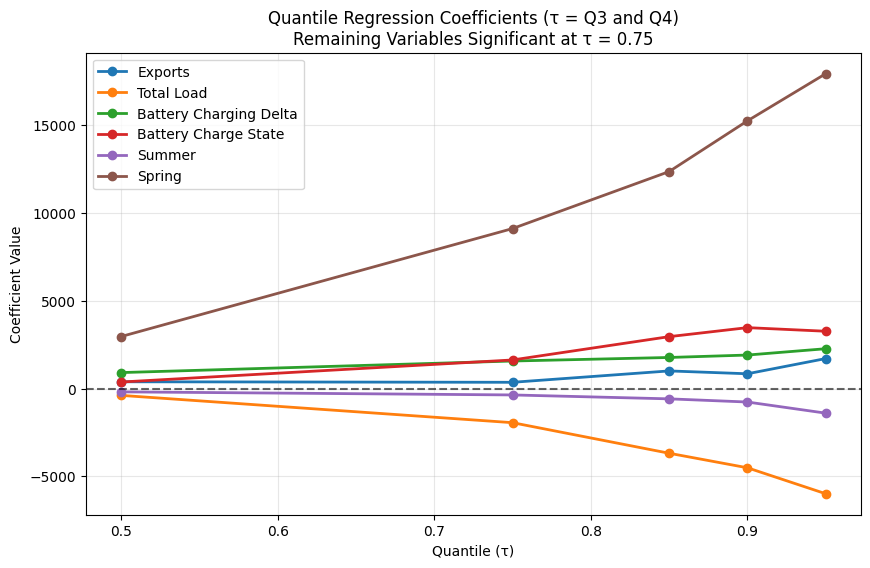 Quantile Regression Coefficients (τ = Q3 and Q4)
Remaining Variables Significant at τ = 0.75
Exports
Total Load
Battery Charging Delta
Battery Charge State
Summer
Spring
Coefficient Value
15000
10000
5000
0
−5000
0.5
0.6
0.7
0.8
0.9
Quantile (τ)